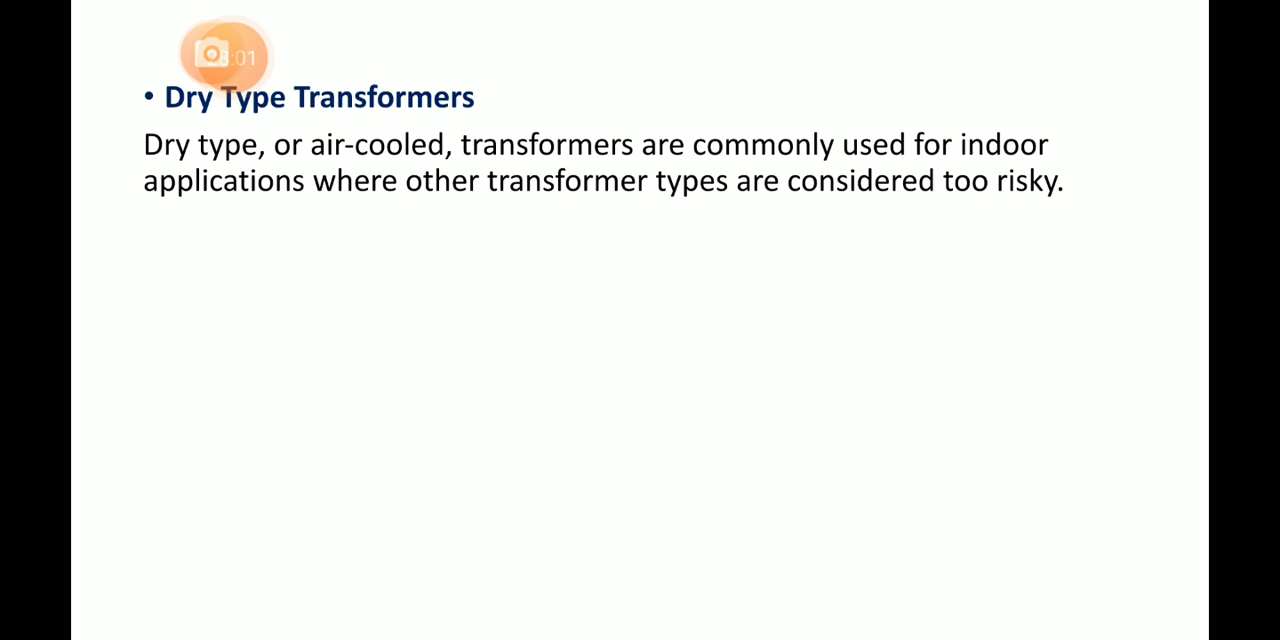 • Dry Type Transformers
Dry type, or air-cooled, transformers are commonly used for indoor
applications where other transformer types are considered too risky.